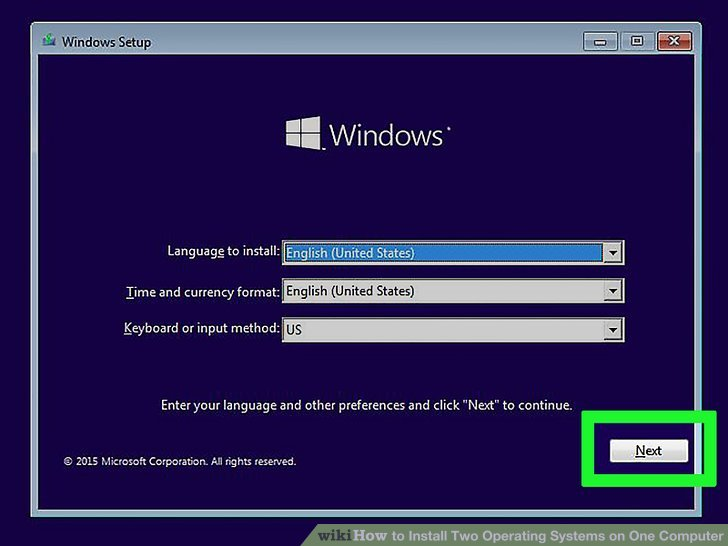 Windows Setup
Windows
Language to install: English (United States)
Time and currency format: English (United States)
Keyboard or input method: US
Enter your language and other preferences and click "Next" to continue.
Next
© 2015 Microsoft Corporation. All rights reserved.
wikiHow to Install Two Operating Systems on One Computer